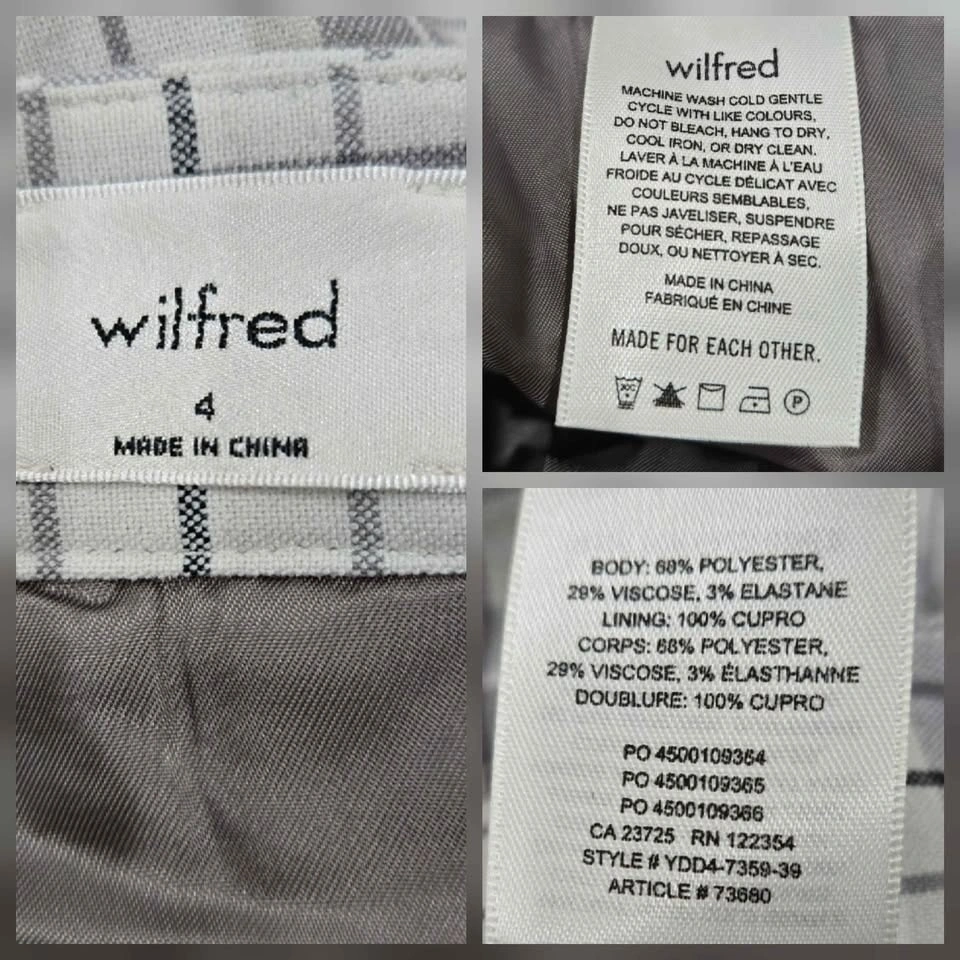 wilfred
4
MADE IN CHINA
wilfred
MACHINE WASH COLD GENTLE
CYCLE WITH LIKE COLOURS,
DO NOT BLEACH, HANG TO DRY,
COOL IRON, OR DRY CLEAN.
LAVER À LA MACHINE À L'EAU
FROIDE AU CYCLE DÉLICAT AVEC
COULEURS SEMBLABLES,
NE PAS JAVELISER, SUSPENDRE
POUR SÉCHER, REPASSAGE
DOUX, OU NETTOYER À SEC.
MADE IN CHINA
FABRIQUÉ EN CHINE
MADE FOR EACH OTHER.
P
BODY: 68% POLYESTER,
29% VISCOSE, 3% ELASTANE
LINING: 100% CUPRO
CORPS: 68% POLYESTER,
29% VISCOSE, 3% ÉLASTHANNE
DOUBLURE: 100% CUPRO
PO 4500109364
PO 4500109365
PO 4500109366
CA 23725 RN 122354
STYLE # YDD4-7359-39
ARTICLE # 73680